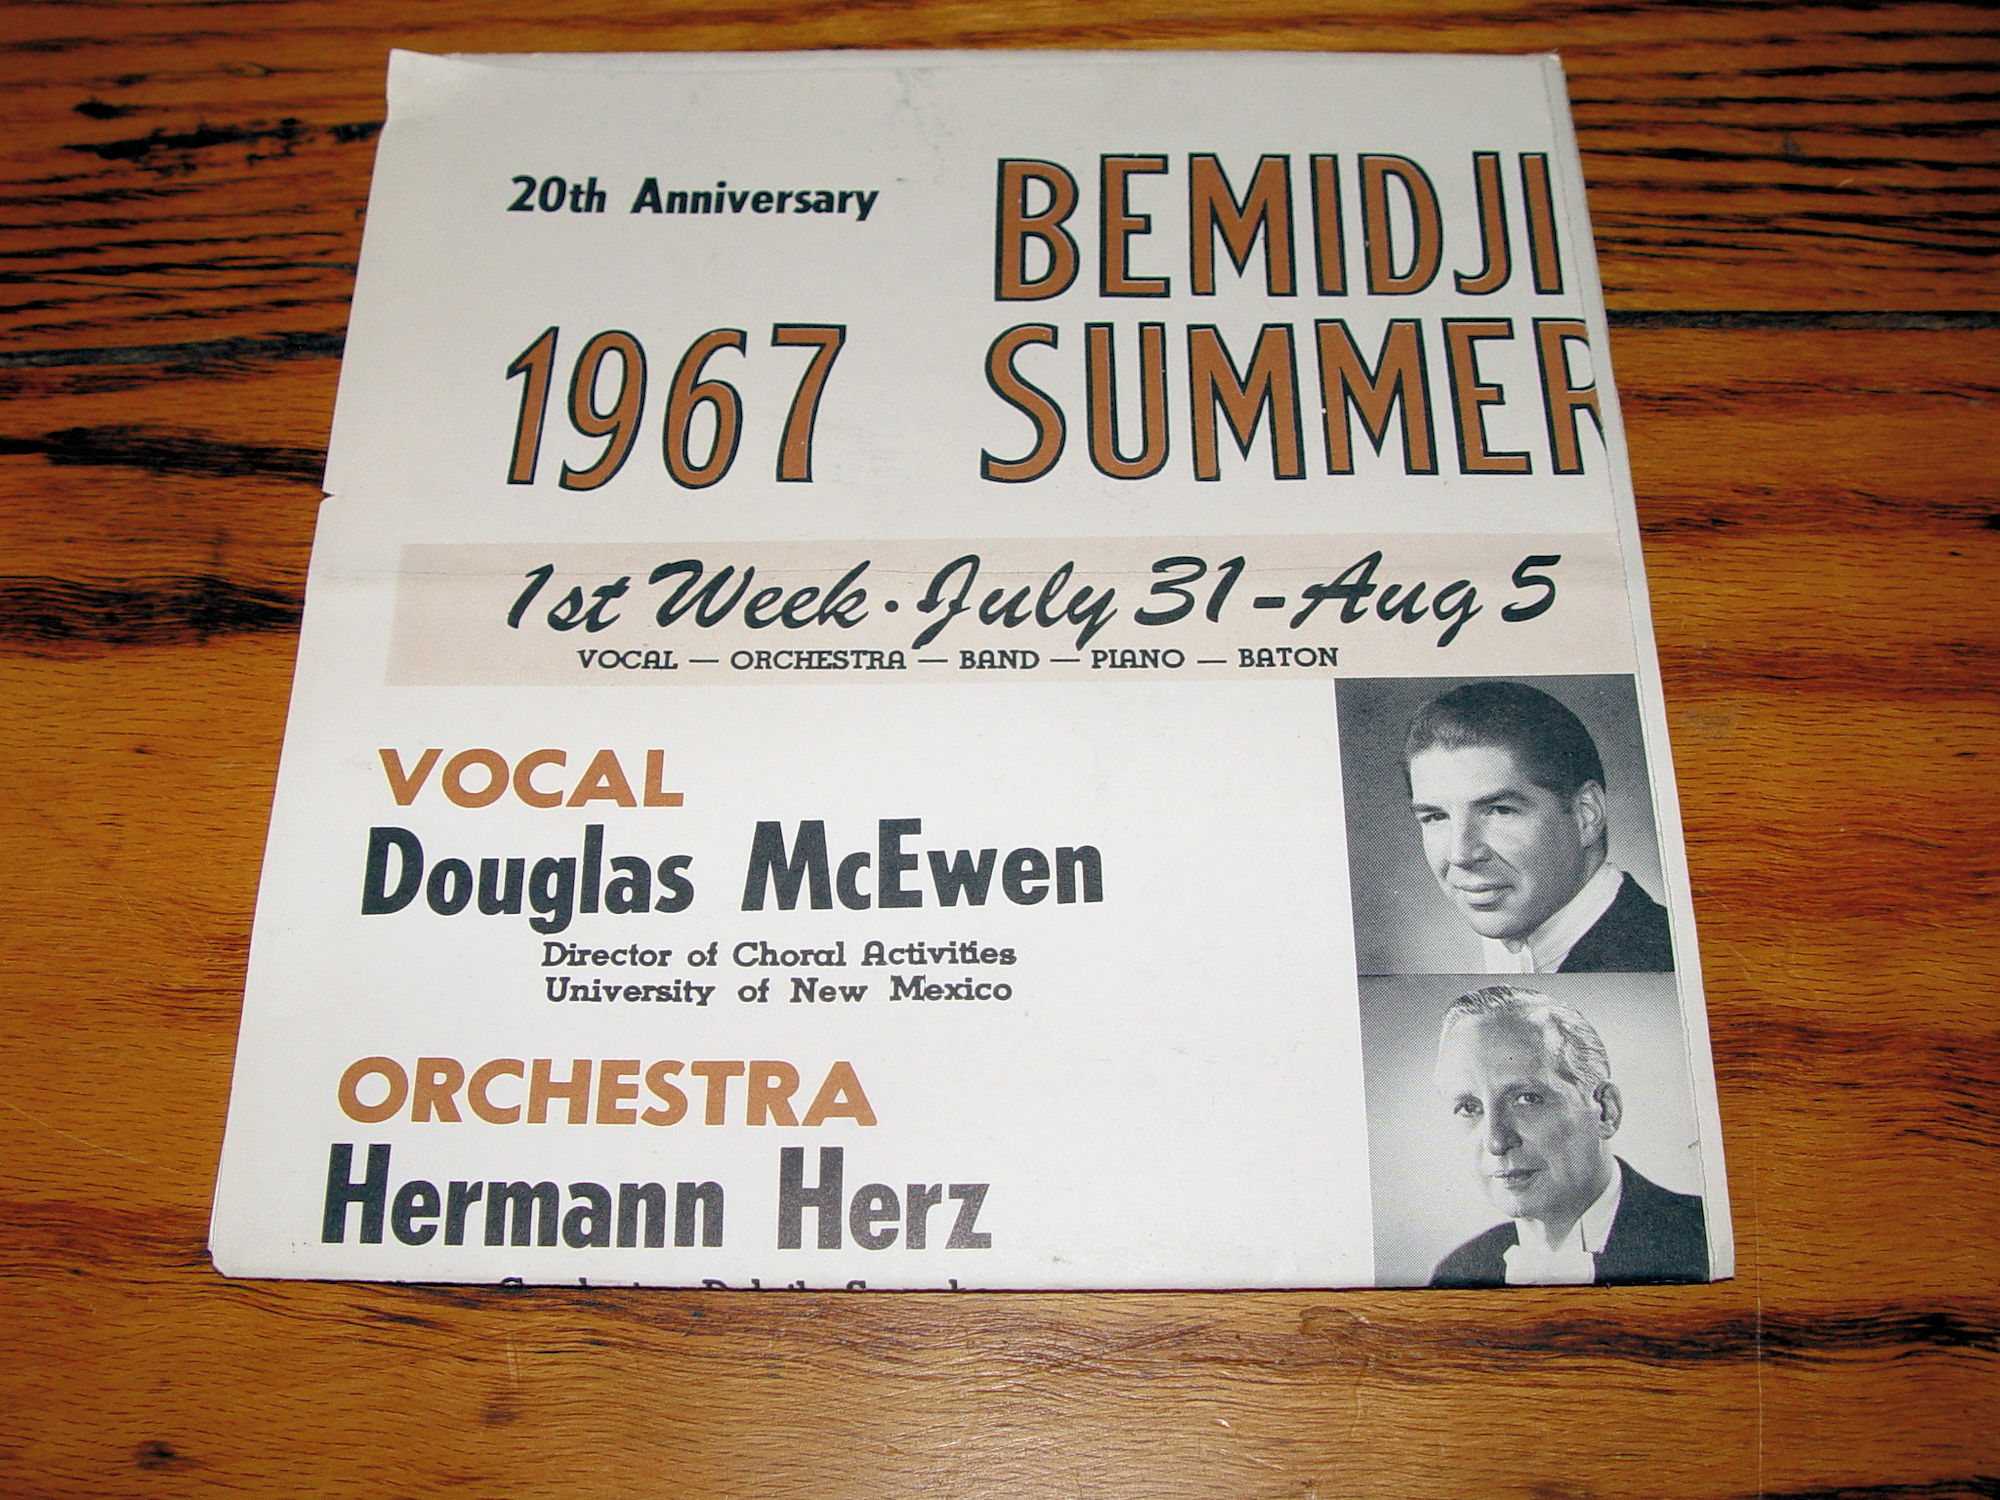 20th Anniversary
BEMIDJI
1967
SUMMER
1st Week · July 31 - Aug 5
VOCAL — ORCHESTRA — BAND — PIANO — BATON
VOCAL
Douglas McEwen
Director of Choral Activities
University of New Mexico
ORCHESTRA
Hermann Herz